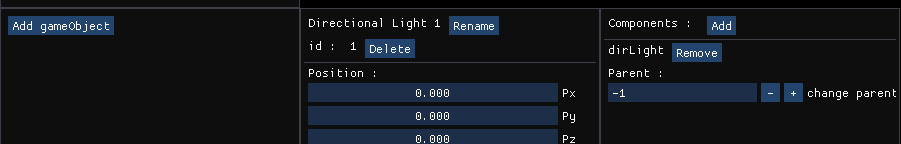 Add gameObject
Directional Light 1 Rename
id : 1 Delete
Position :
0.000 Px
0.000 Py
0.000 Pz
Components : Add
dirLight Remove
Parent :
-1 - + change parent